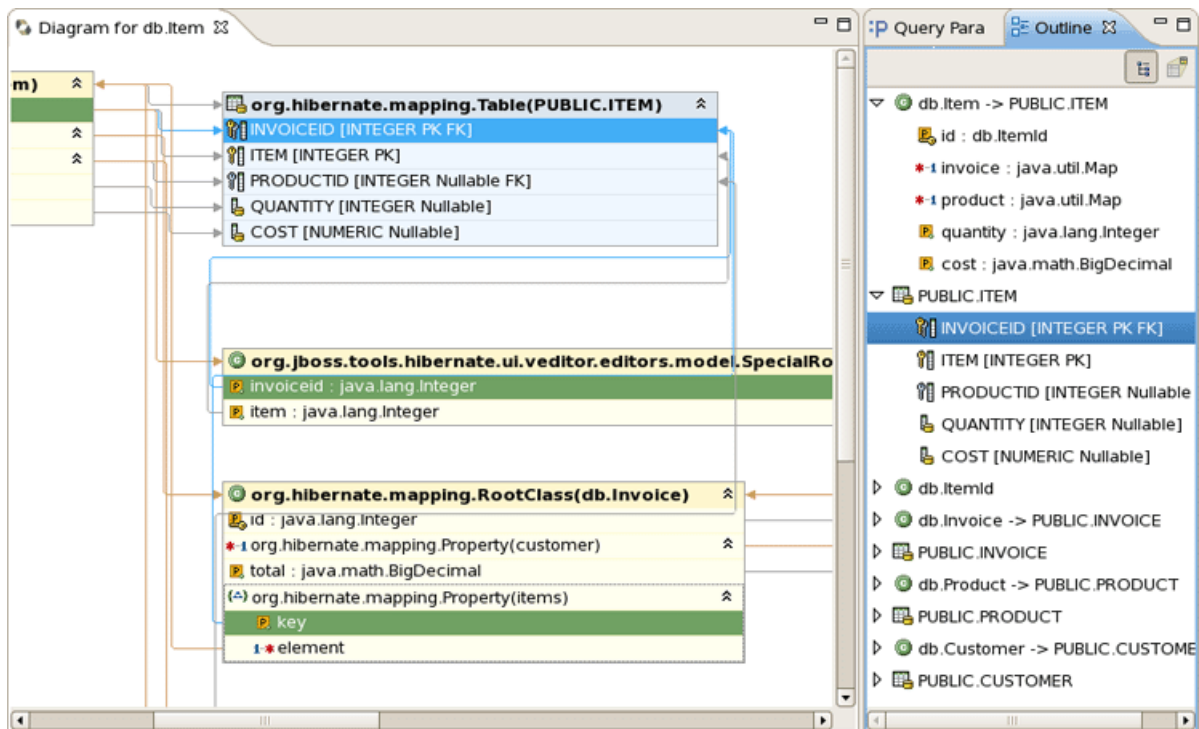 Diagram for db.Item
m)
org.hibernate.mapping.Table(PUBLIC.ITEM)
INVOICEID [INTEGER PK FK]
ITEM [INTEGER PK]
PRODUCTID [INTEGER Nullable FK]
QUANTITY [INTEGER Nullable]
COST [NUMERIC Nullable]
org.jboss.tools.hibernate.ui.veditor.editors.model.SpecialRo
invoiceid : java.lang.Integer
item : java.lang.Integer
org.hibernate.mapping.RootClass(db.Invoice)
id : java.lang.Integer
*-1 org.hibernate.mapping.Property(customer)
total : java.math.BigDecimal
org.hibernate.mapping.Property(items)
key
1-* element
Query Para
Outline
db.Item -> PUBLIC.ITEM
id : db.ItemId
*-1 invoice : java.util.Map
*-1 product : java.util.Map
quantity : java.lang.Integer
cost : java.math.BigDecimal
PUBLIC.ITEM
INVOICEID [INTEGER PK FK]
ITEM [INTEGER PK]
PRODUCTID [INTEGER Nullable
QUANTITY [INTEGER Nullable]
COST [NUMERIC Nullable]
db.ItemId
db.Invoice -> PUBLIC.INVOICE
PUBLIC.INVOICE
db.Product -> PUBLIC.PRODUCT
PUBLIC.PRODUCT
db.Customer -> PUBLIC.CUSTOME
PUBLIC.CUSTOMER